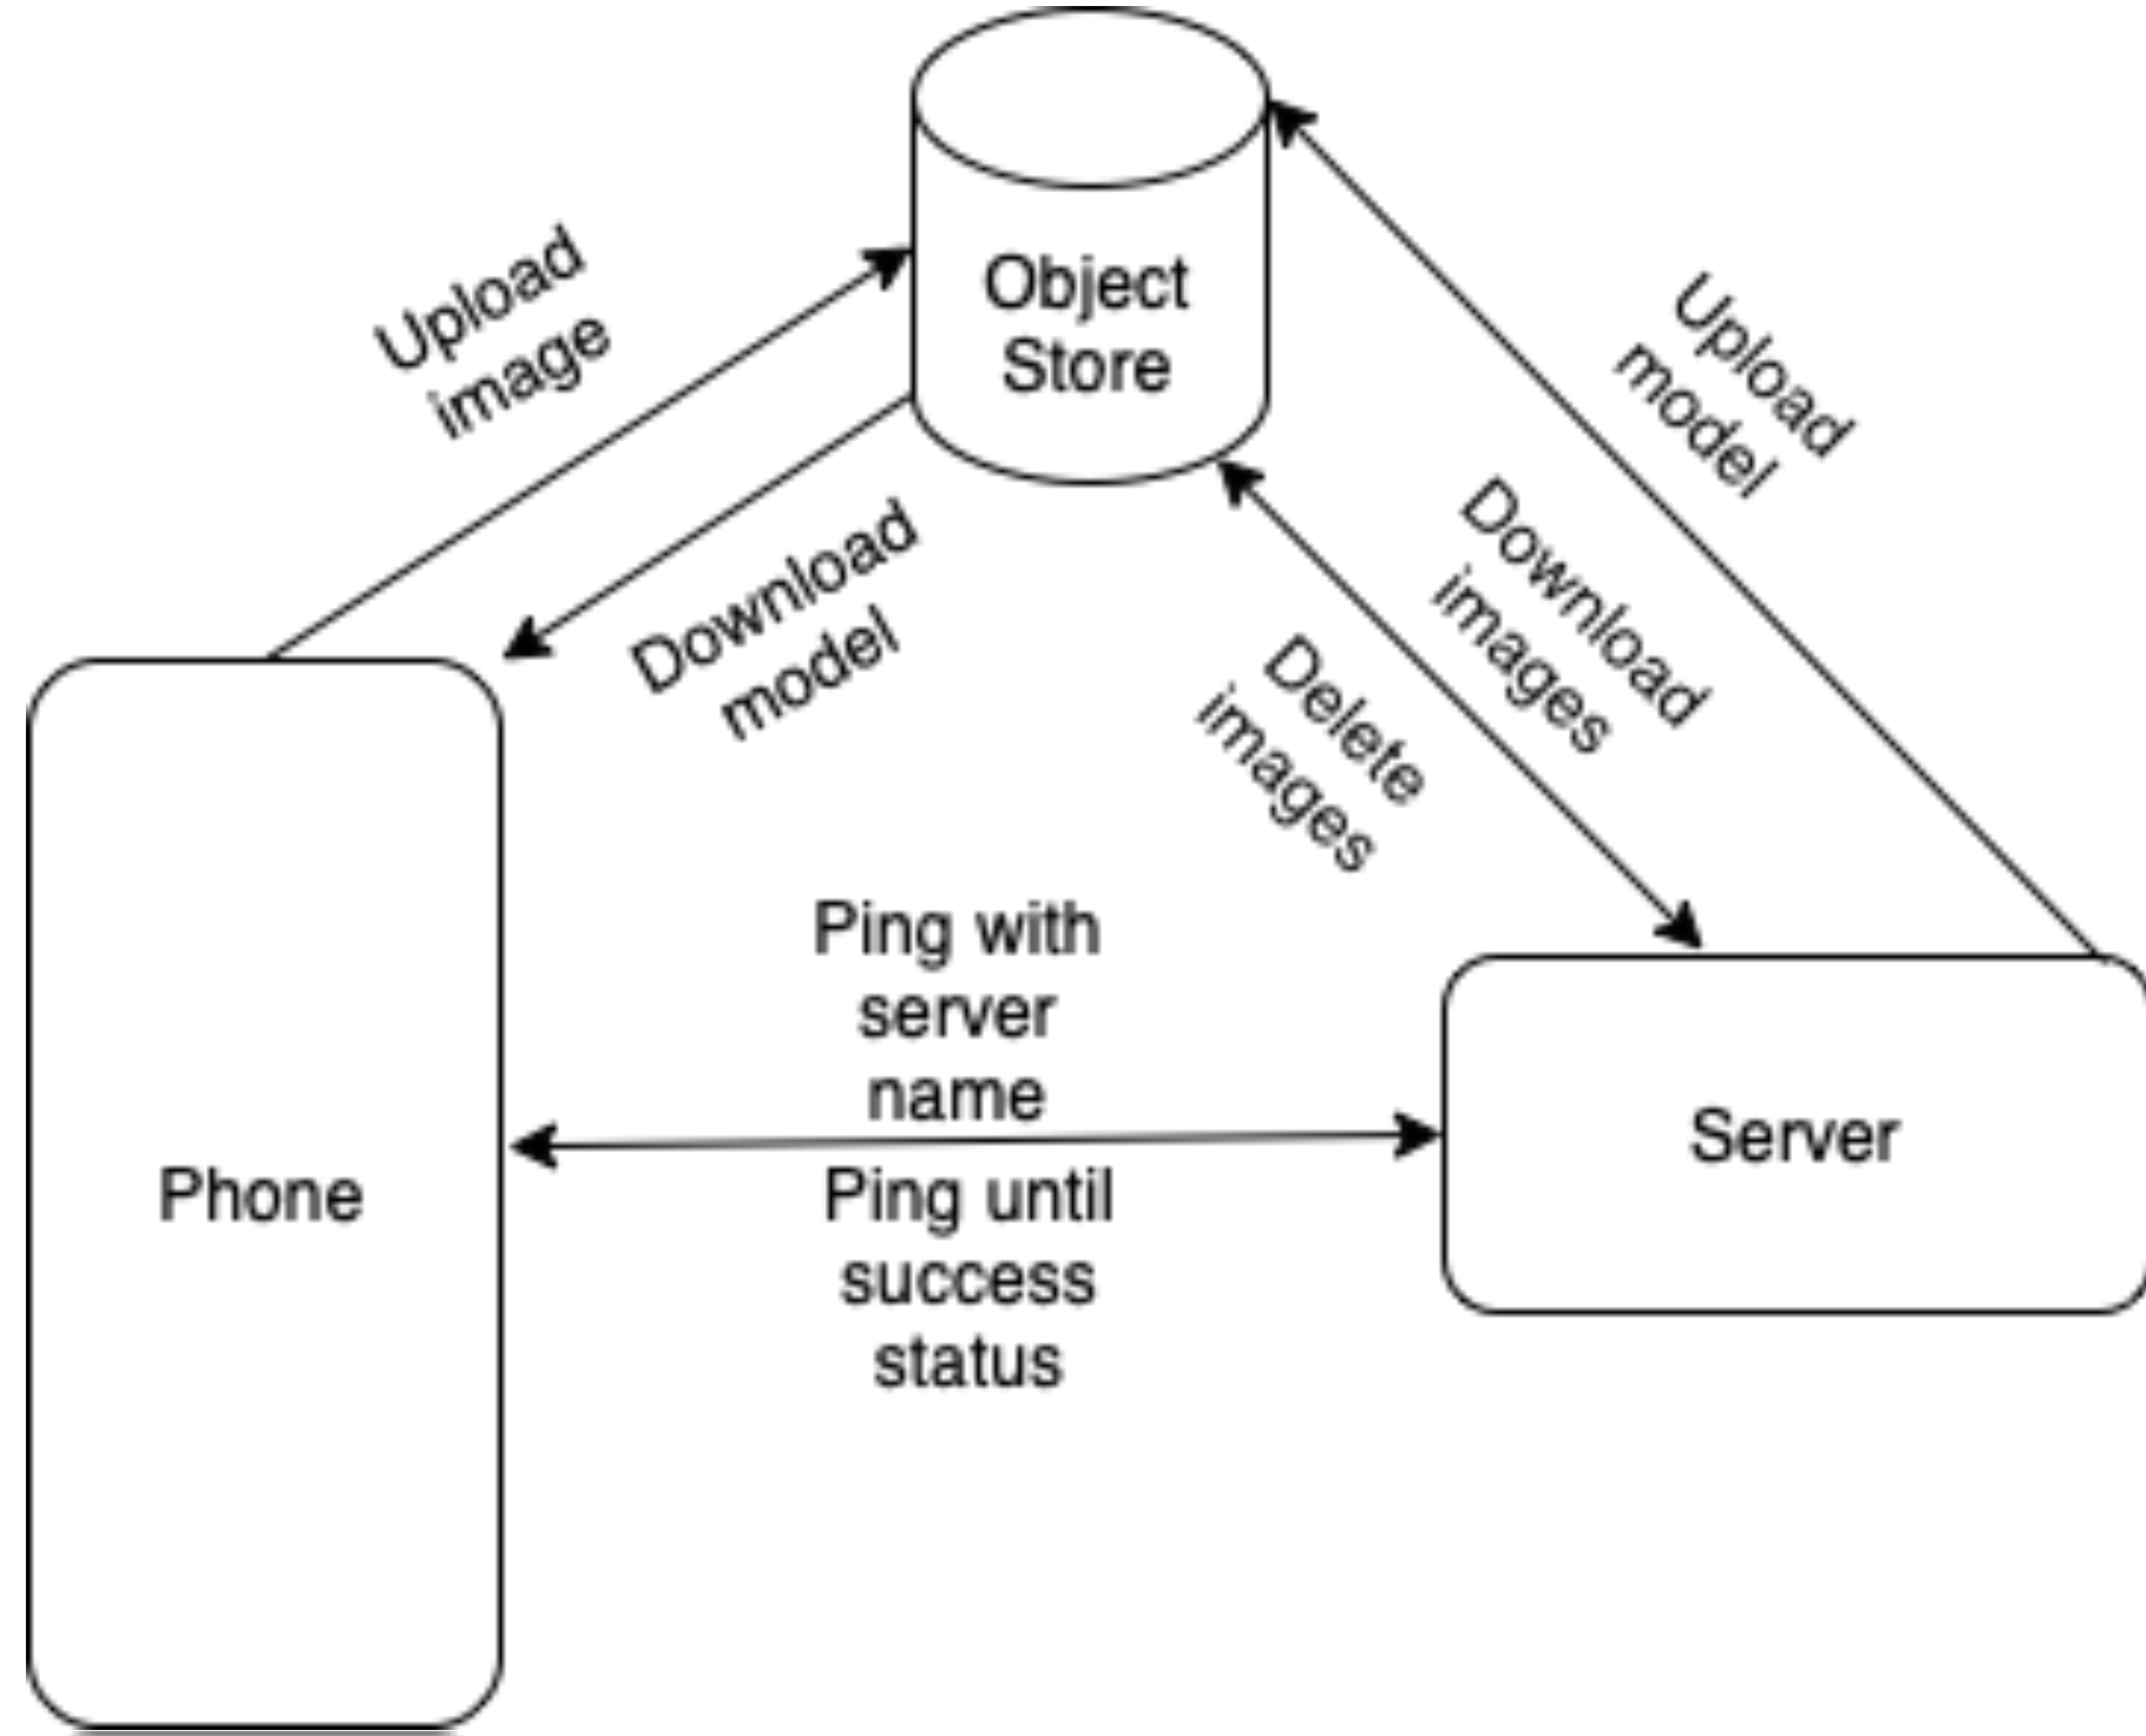 Object
Store
Upload
image
Upload
model
Download
model
Download
images
Delete
images
Ping with
server
name
Phone
Server
Ping until
success
status